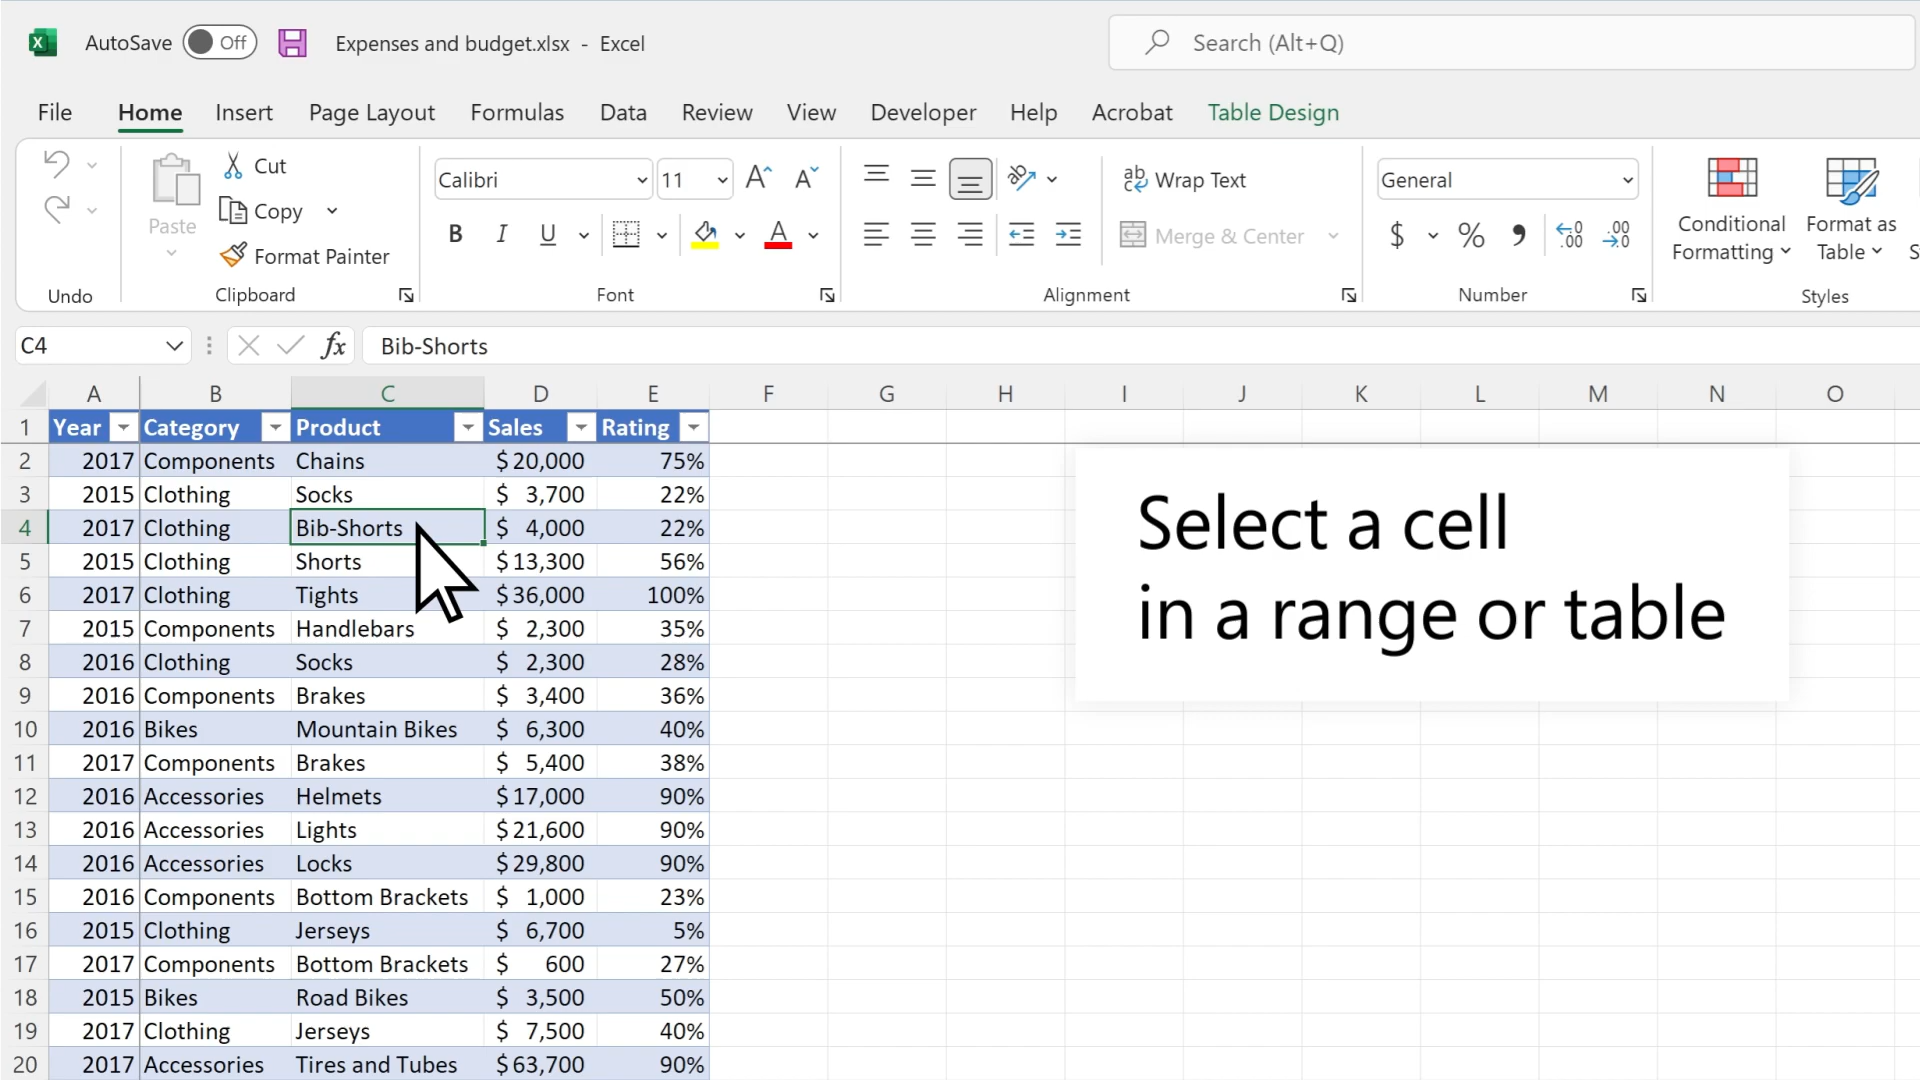 AutoSave Off Expenses and budget.xlsx - Excel Search (Alt+Q)
File Home Insert Page Layout Formulas Data Review View Developer Help Acrobat Table Design
Paste
Cut
Copy
Format Painter
Calibri 11
B I U
ab Wrap Text
Merge & Center
General
$ % ,
Conditional Formatting
Format as Table
Undo Clipboard Font Alignment Number Styles
C4 fx Bib-Shorts
A B C D E F G H I J K L M N O
1 Year Category Product Sales Rating
2 2017 Components Chains $ 20,000 75%
3 2015 Clothing Socks $ 3,700 22%
4 2017 Clothing Bib-Shorts $ 4,000 22%
5 2015 Clothing Shorts $ 13,300 56%
6 2017 Clothing Tights $ 36,000 100%
7 2015 Components Handlebars $ 2,300 35%
8 2016 Clothing Socks $ 2,300 28%
9 2016 Components Brakes $ 3,400 36%
10 2016 Bikes Mountain Bikes $ 6,300 40%
11 2017 Components Brakes $ 5,400 38%
12 2016 Accessories Helmets $ 17,000 90%
13 2016 Accessories Lights $ 21,600 90%
14 2016 Accessories Locks $ 29,800 90%
15 2016 Components Bottom Brackets $ 1,000 23%
16 2015 Clothing Jerseys $ 6,700 5%
17 2017 Components Bottom Brackets $ 600 27%
18 2015 Bikes Road Bikes $ 3,500 50%
19 2017 Clothing Jerseys $ 7,500 40%
20 2017 Accessories Tires and Tubes $ 63,700 90%
Select a cell
in a range or table